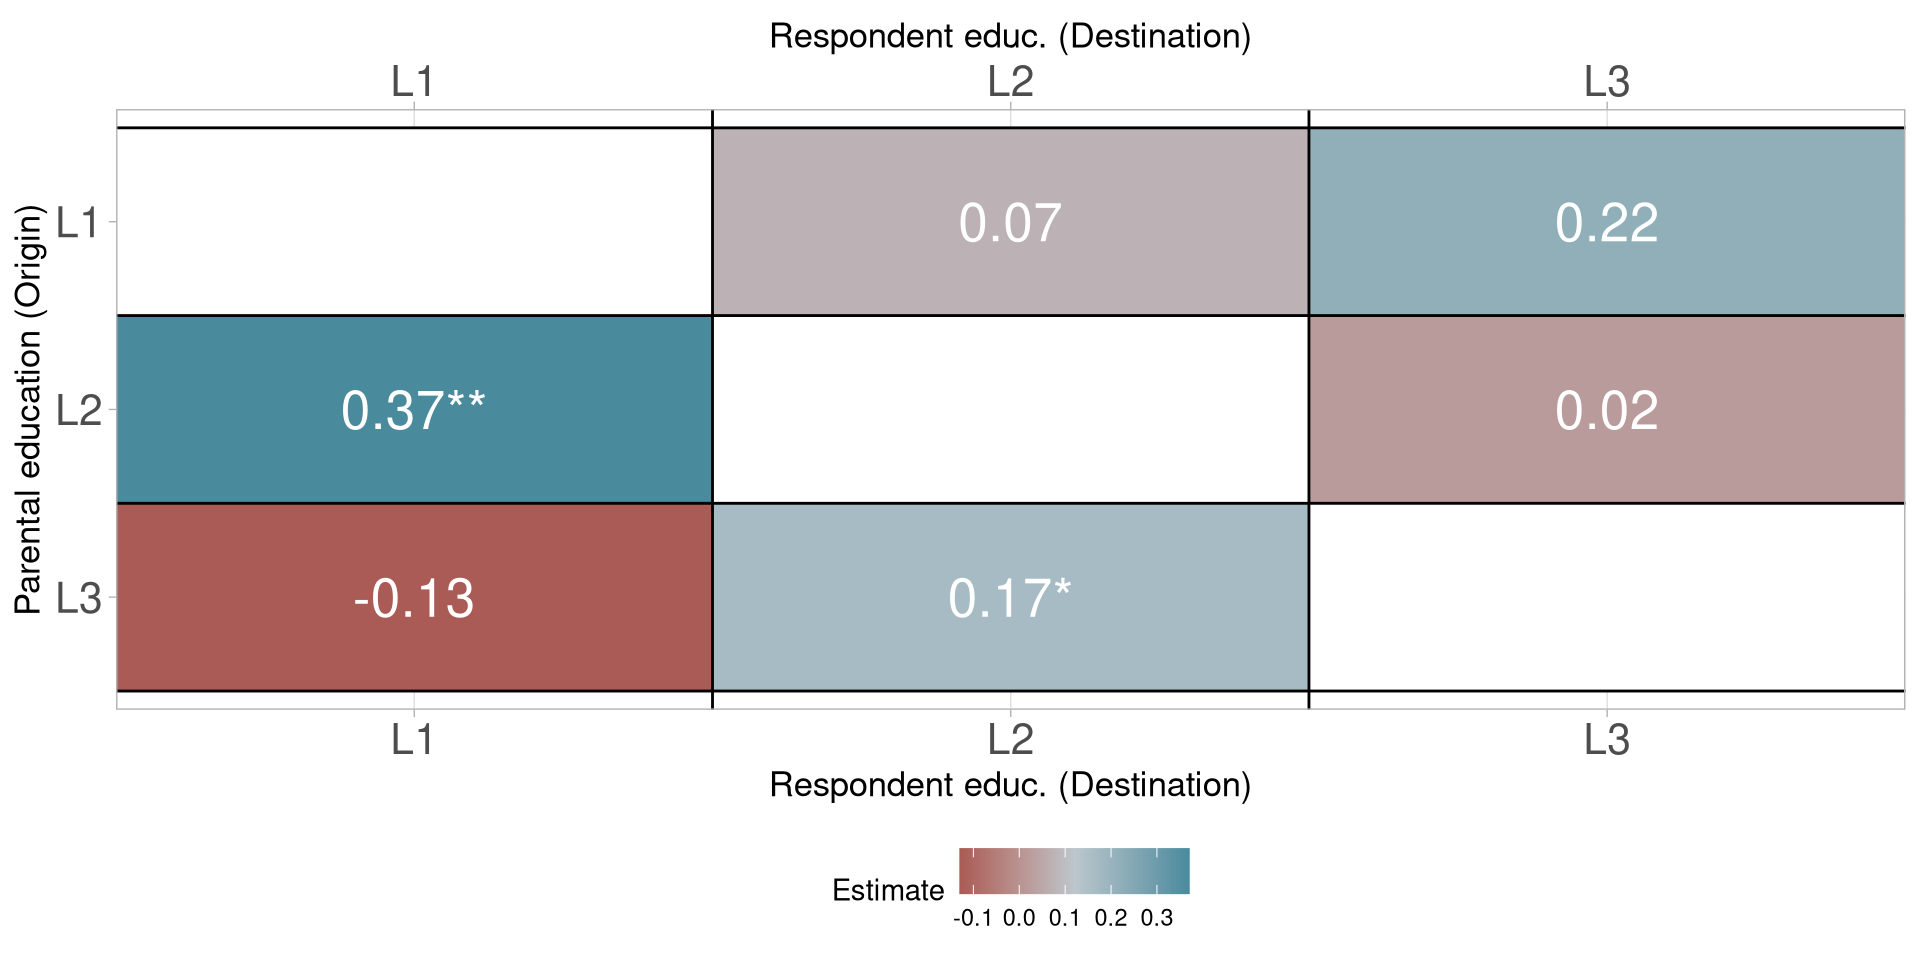 Respondent educ. (Destination)
L1 L2 L3
Parental education (Origin)
L1 0.07 0.22
L2 0.37** 0.02
L3 -0.13 0.17*
L1 L2 L3
Respondent educ. (Destination)
Estimate
-0.1 0.0 0.1 0.2 0.3